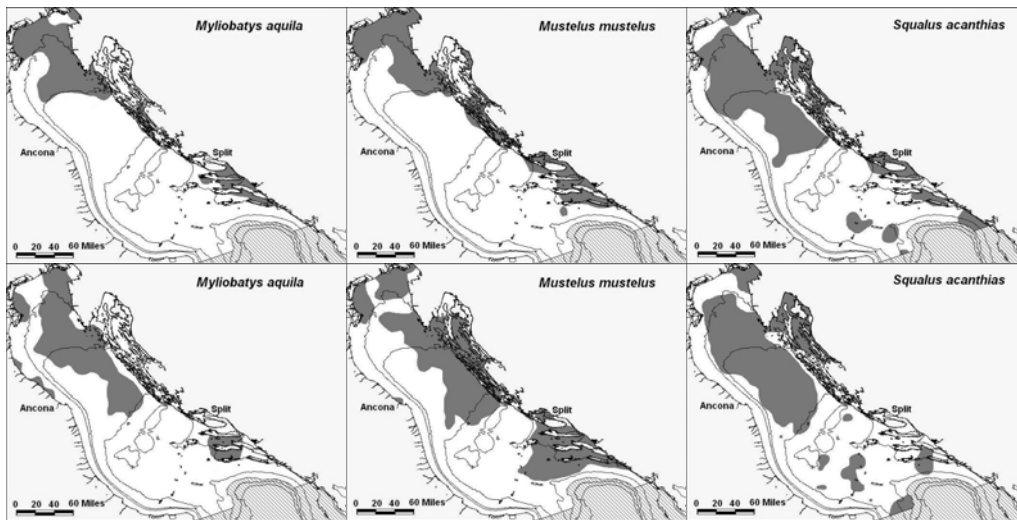 Myliobatys aquila
Ancona
Split
0 20 40 60 Miles
Mustelus mustelus
Ancona
Split
0 20 40 60 Miles
Squalus acanthias
Ancona
Split
0 20 40 60 Miles
Myliobatys aquila
Ancona
Split
0 20 40 60 Miles
Mustelus mustelus
Ancona
Split
0 20 40 60 Miles
Squalus acanthias
Ancona
Split
0 20 40 60 Miles